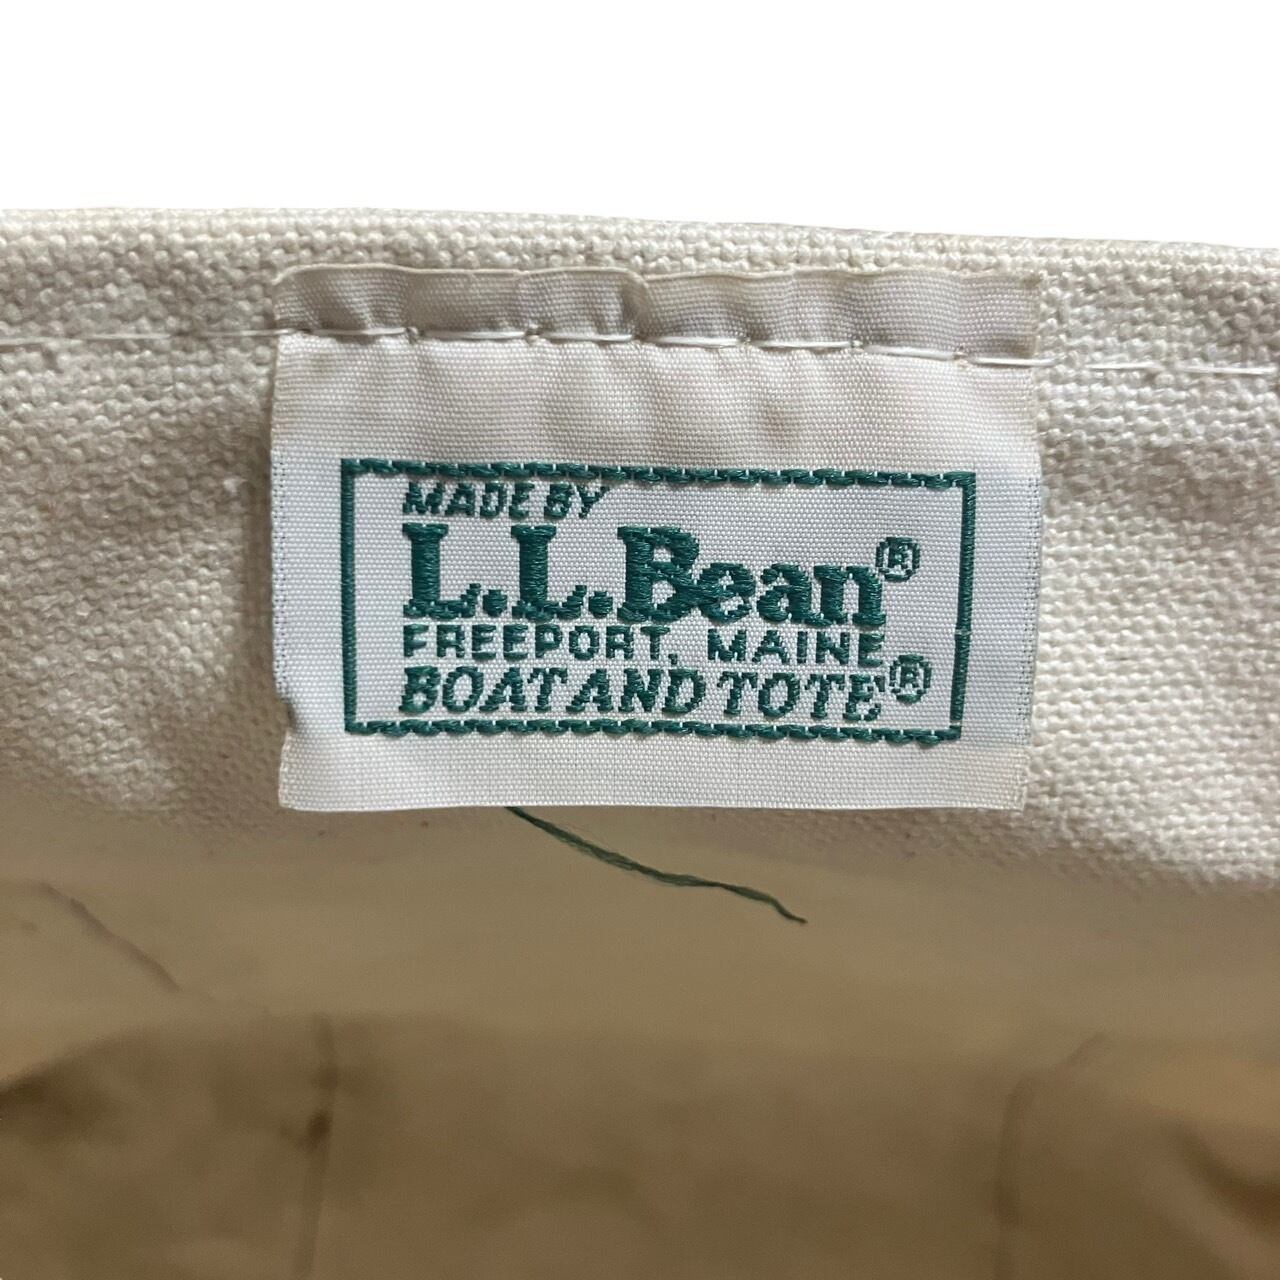 MADE BY
L.L.Bean®
FREEPORT, MAINE
BOAT AND TOTE®